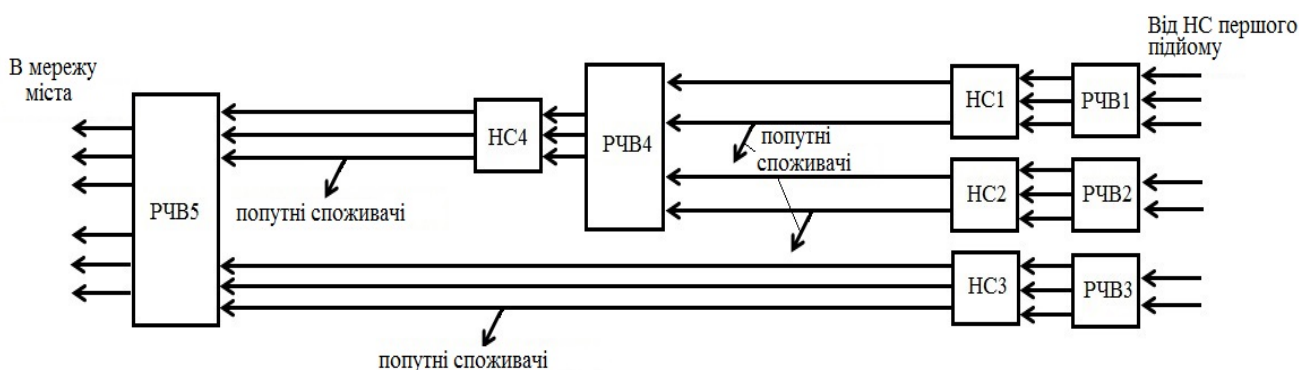 Від НС першого
підйому
В мережу
міста
НС1
РЧВ1
НС4
РЧВ4
попутні
споживачі
НС2
РЧВ2
РЧВ5
попутні споживачі
НС3
РЧВ3
попутні споживачі